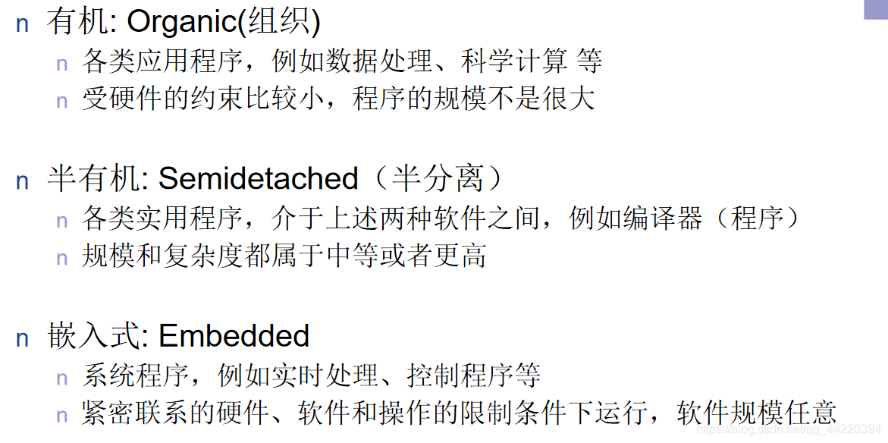 n 有机: Organic(组织)
n 各类应用程序，例如数据处理、科学计算 等
n 受硬件的约束比较小，程序的规模不是很大
n 半有机: Semidetached（半分离）
n 各类实用程序，介于上述两种软件之间，例如编译器（程序）
n 规模和复杂度都属于中等或者更高
n 嵌入式: Embedded
n 系统程序，例如实时处理、控制程序等
n 紧密联系的硬件、软件和操作的限制条件下运行，软件规模任意
https://blog.csdn.net/qq_44220394